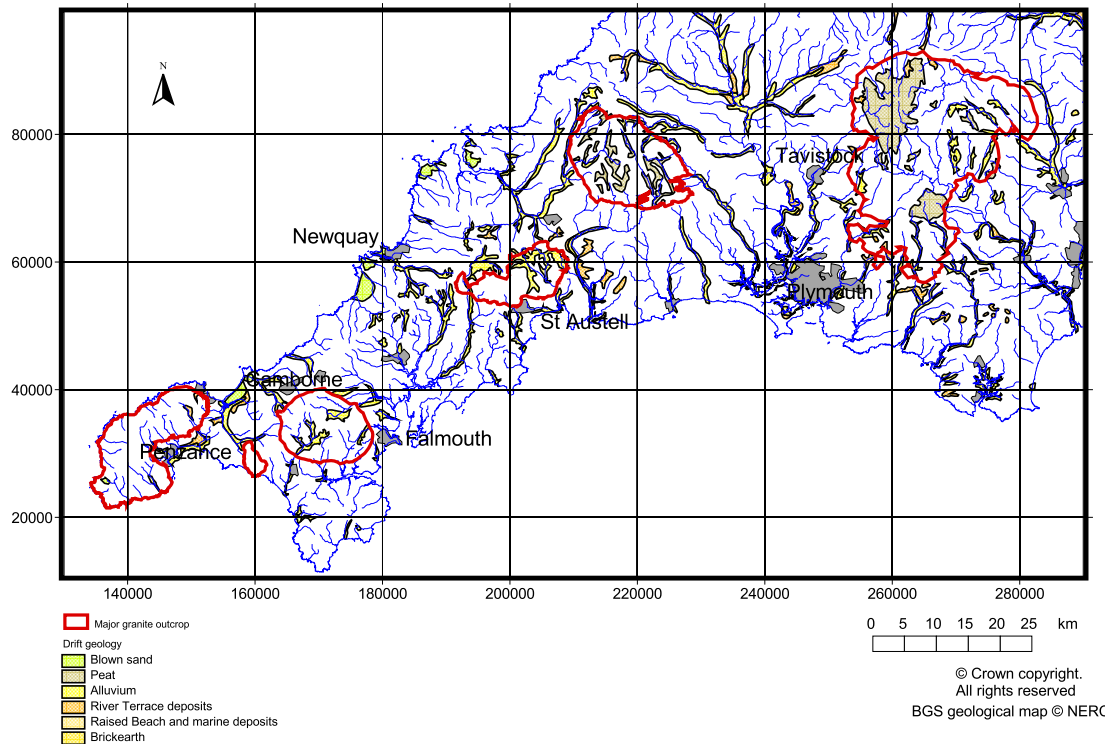 N
80000
60000
40000
20000
Tavistock
Newquay
Plymouth
St Austell
Camborne
Falmouth
Penzance
140000 160000 180000 200000 220000 240000 260000 280000
Major granite outcrop
Drift geology
Blown sand
Peat
Alluvium
River Terrace deposits
Raised Beach and marine deposits
Brickearth
0 5 10 15 20 25 km
© Crown copyright.
All rights reserved
BGS geological map © NERC